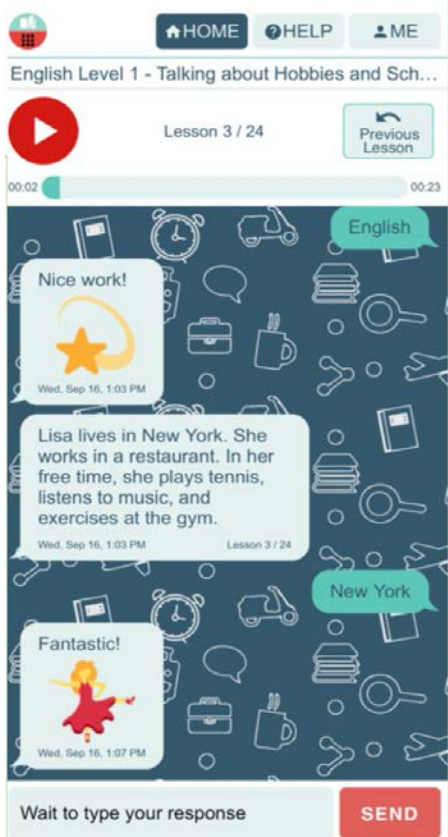 HOME
HELP
ME
English Level 1 - Talking about Hobbies and Sch...
Lesson 3 / 24
Previous
Lesson
00:02
00:23
English
Nice work!
Wed, Sep 16, 1:03 PM
Lisa lives in New York. She
works in a restaurant. In her
free time, she plays tennis,
listens to music, and
exercises at the gym.
Wed, Sep 16, 1:03 PM
Lesson 3 / 24
New York
Fantastic!
Wed, Sep 16, 1:07 PM
Wait to type your response
SEND